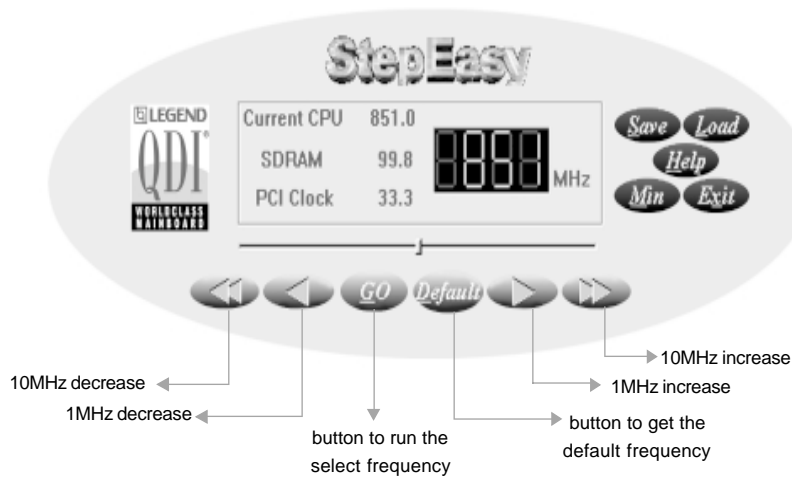 StepEasy
LEGEND
QDI
WORLDCLASS
MAINBOARD
Current CPU 851.0
SDRAM 99.8
PCI Clock 33.3
851 MHz
Save Load
Help
Min Exit
GO Default
10MHz decrease
1MHz decrease
button to run the
select frequency
button to get the
default frequency
1MHz increase
10MHz increase